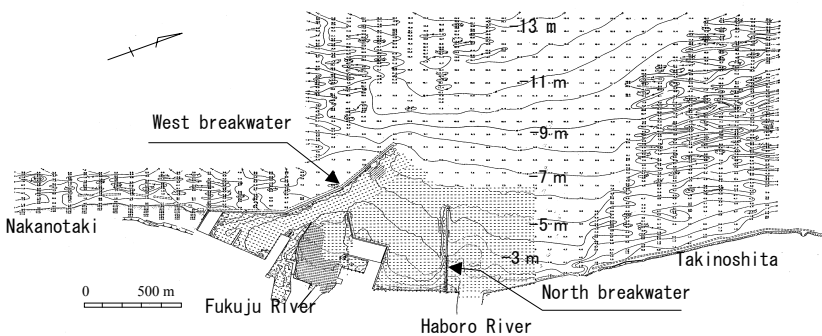 -13 m
-11 m
West breakwater
-9 m
-7 m
Nakanotaki
-5 m
-3 m
Takinoshita
0 500 m
Fukuju River
North breakwater
Haboro River